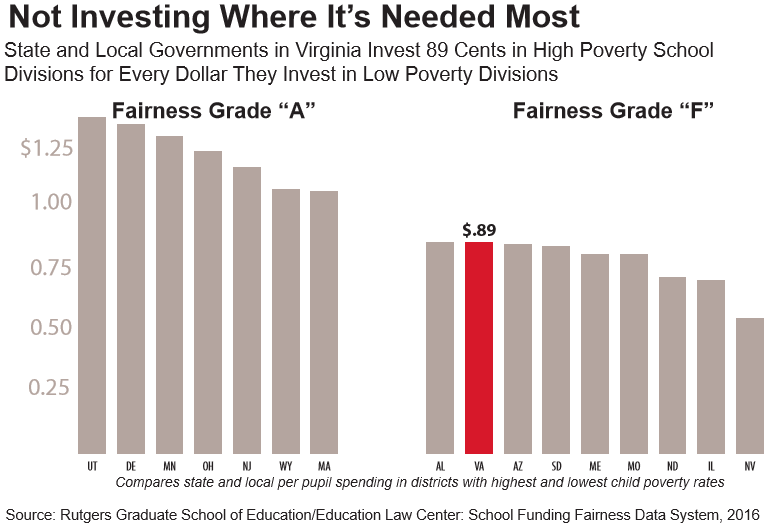 Not Investing Where It's Needed Most
State and Local Governments in Virginia Invest 89 Cents in High Poverty School
Divisions for Every Dollar They Invest in Low Poverty Divisions
Fairness Grade “A”
Fairness Grade “F”
$1.25
1.00
0.75
0.50
0.25
$.89
UT DE MN OH NJ WY MA AL VA AZ SD ME MO ND IL NV
Compares state and local per pupil spending in districts with highest and lowest child poverty rates
Source: Rutgers Graduate School of Education/Education Law Center: School Funding Fairness Data System, 2016